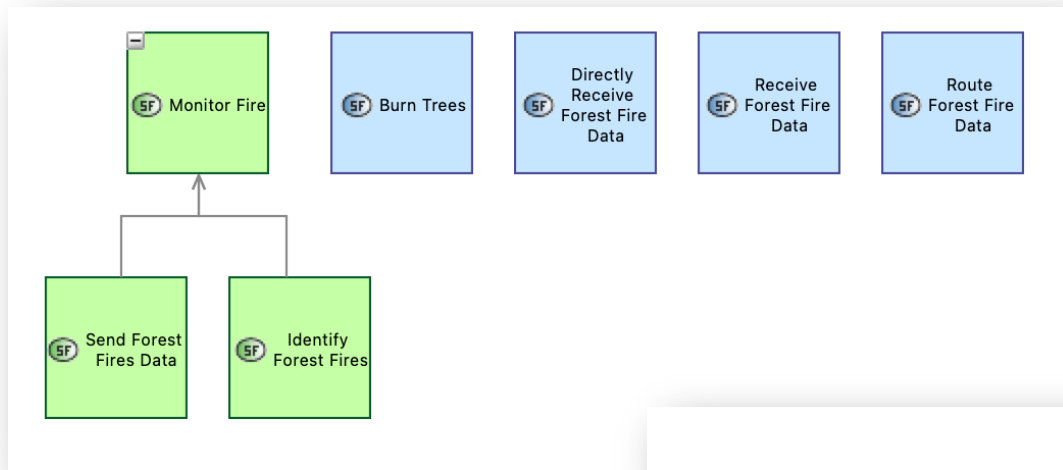 SF Monitor Fire
SF Burn Trees
SF Directly
Receive
Forest Fire
Data
SF Receive
Forest Fire
Data
SF Route
Forest Fire
Data
SF Send Forest
Fires Data
SF Identify
Forest Fires